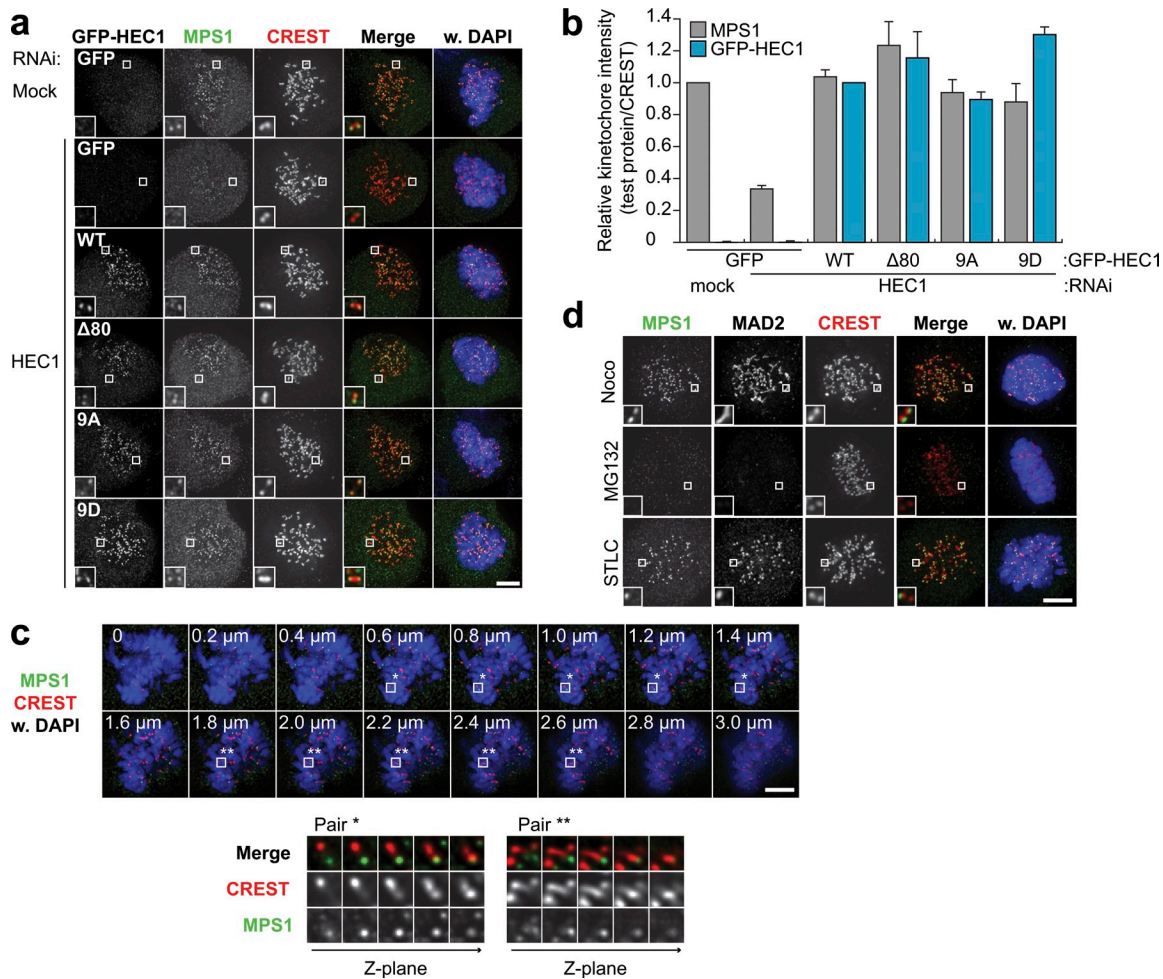 a
GFP-HEC1 MPS1 CREST Merge w. DAPI
RNAi:
Mock
GFP
GFP
WT
Δ80
HEC1
9A
9D
b
Relative kinetochore intensity
(test protein/CREST)
1.4
1.2
1.0
0.8
0.6
0.4
0.2
0
MPS1
GFP-HEC1
GFP WT Δ80 9A 9D :GFP-HEC1
mock HEC1 :RNAi
d
MPS1 MAD2 CREST Merge w. DAPI
Noco
MG132
STLC
c
MPS1
CREST
w. DAPI
0 0.2 µm 0.4 µm 0.6 µm 0.8 µm 1.0 µm 1.2 µm 1.4 µm
* * * * *
1.6 µm 1.8 µm 2.0 µm 2.2 µm 2.4 µm 2.6 µm 2.8 µm 3.0 µm
** ** ** ** **
Pair * Pair **
Merge
CREST
MPS1
Z-plane Z-plane